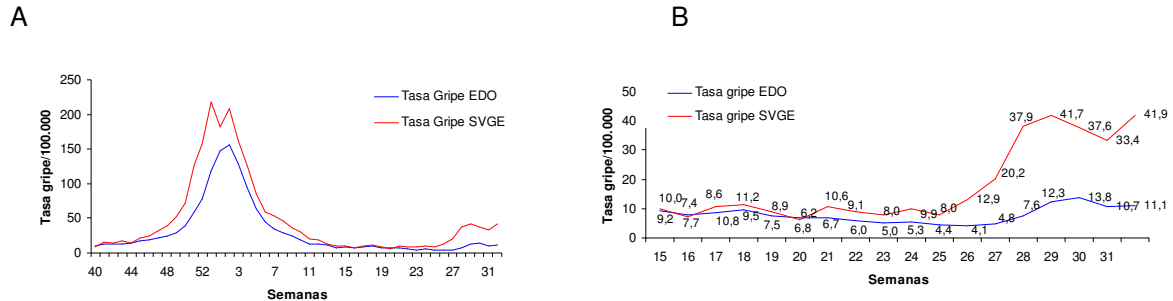 A
Tasa gripe/100.000
250
200
150
100
50
0
Tasa Gripe EDO
Tasa Gripe SVGE
40 44 48 52 3 7 11 15 19 23 27 31
Semanas
B
Tasa gripe/100.000
50
40
30
20
10
0
Tasa gripe EDO
Tasa gripe SVGE
10,0 7,4 8,6 11,2 8,9 6,2 10,6 9,1 8,0 9,9 8,0 12,9 20,2 37,9 41,7 37,6 33,4 41,9
9,2 7,7 10,8 9,5 7,5 6,8 6,7 6,0 5,0 5,3 4,4 4,1 4,8 7,6 12,3 13,8 10,7 11,1
15 16 17 18 19 20 21 22 23 24 25 26 27 28 29 30 31
Semanas